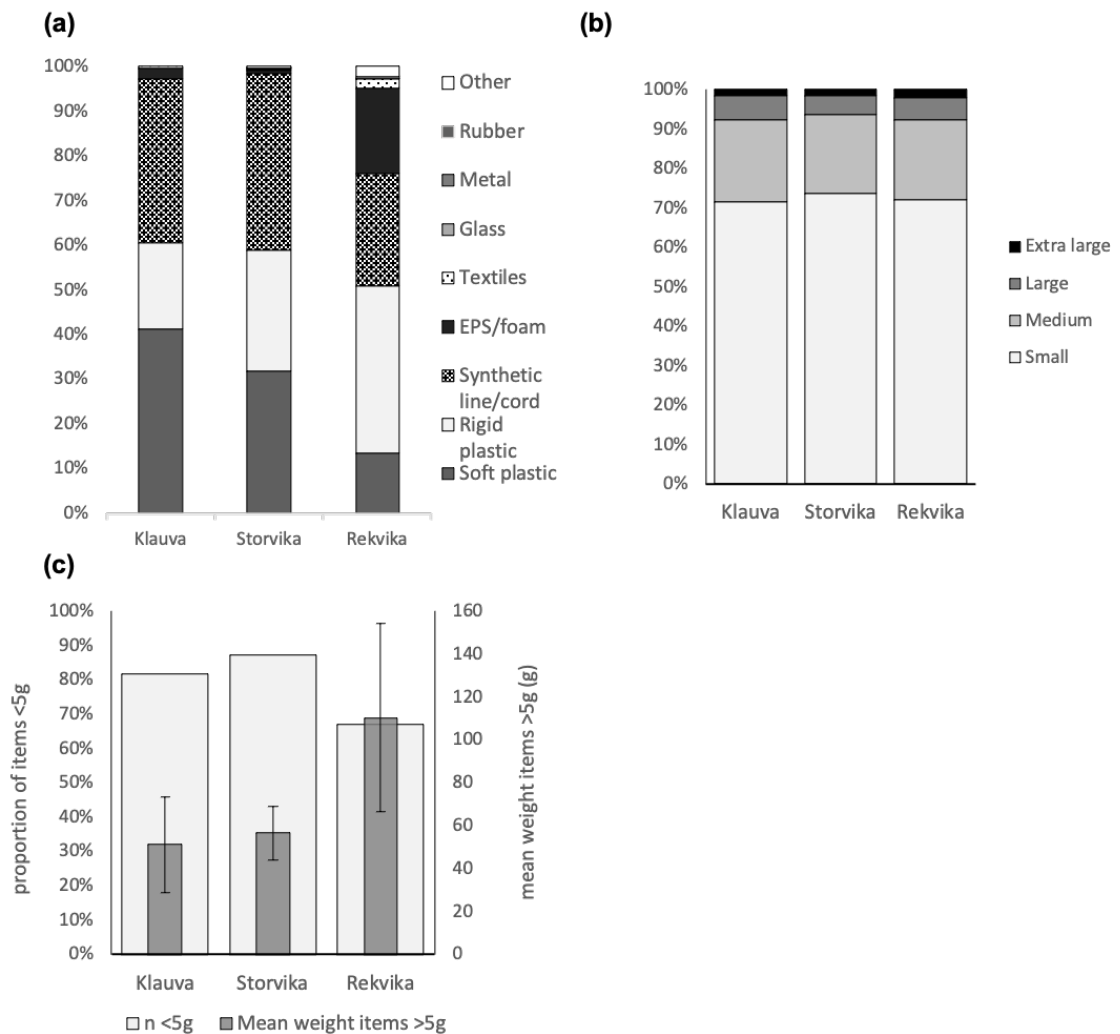 (a)
100%
90%
80%
70%
60%
50%
40%
30%
20%
10%
0%
Klauva Storvika Rekvika
Other
Rubber
Metal
Glass
Textiles
EPS/foam
Synthetic
line/cord
Rigid
plastic
Soft plastic
(b)
100%
90%
80%
70%
60%
50%
40%
30%
20%
10%
0%
Klauva Storvika Rekvika
Extra large
Large
Medium
Small
(c)
proportion of items <5g
100%
90%
80%
70%
60%
50%
40%
30%
20%
10%
0%
160
140
120
100
80
60
40
20
0
mean weight items >5g (g)
Klauva Storvika Rekvika
n <5g Mean weight items >5g